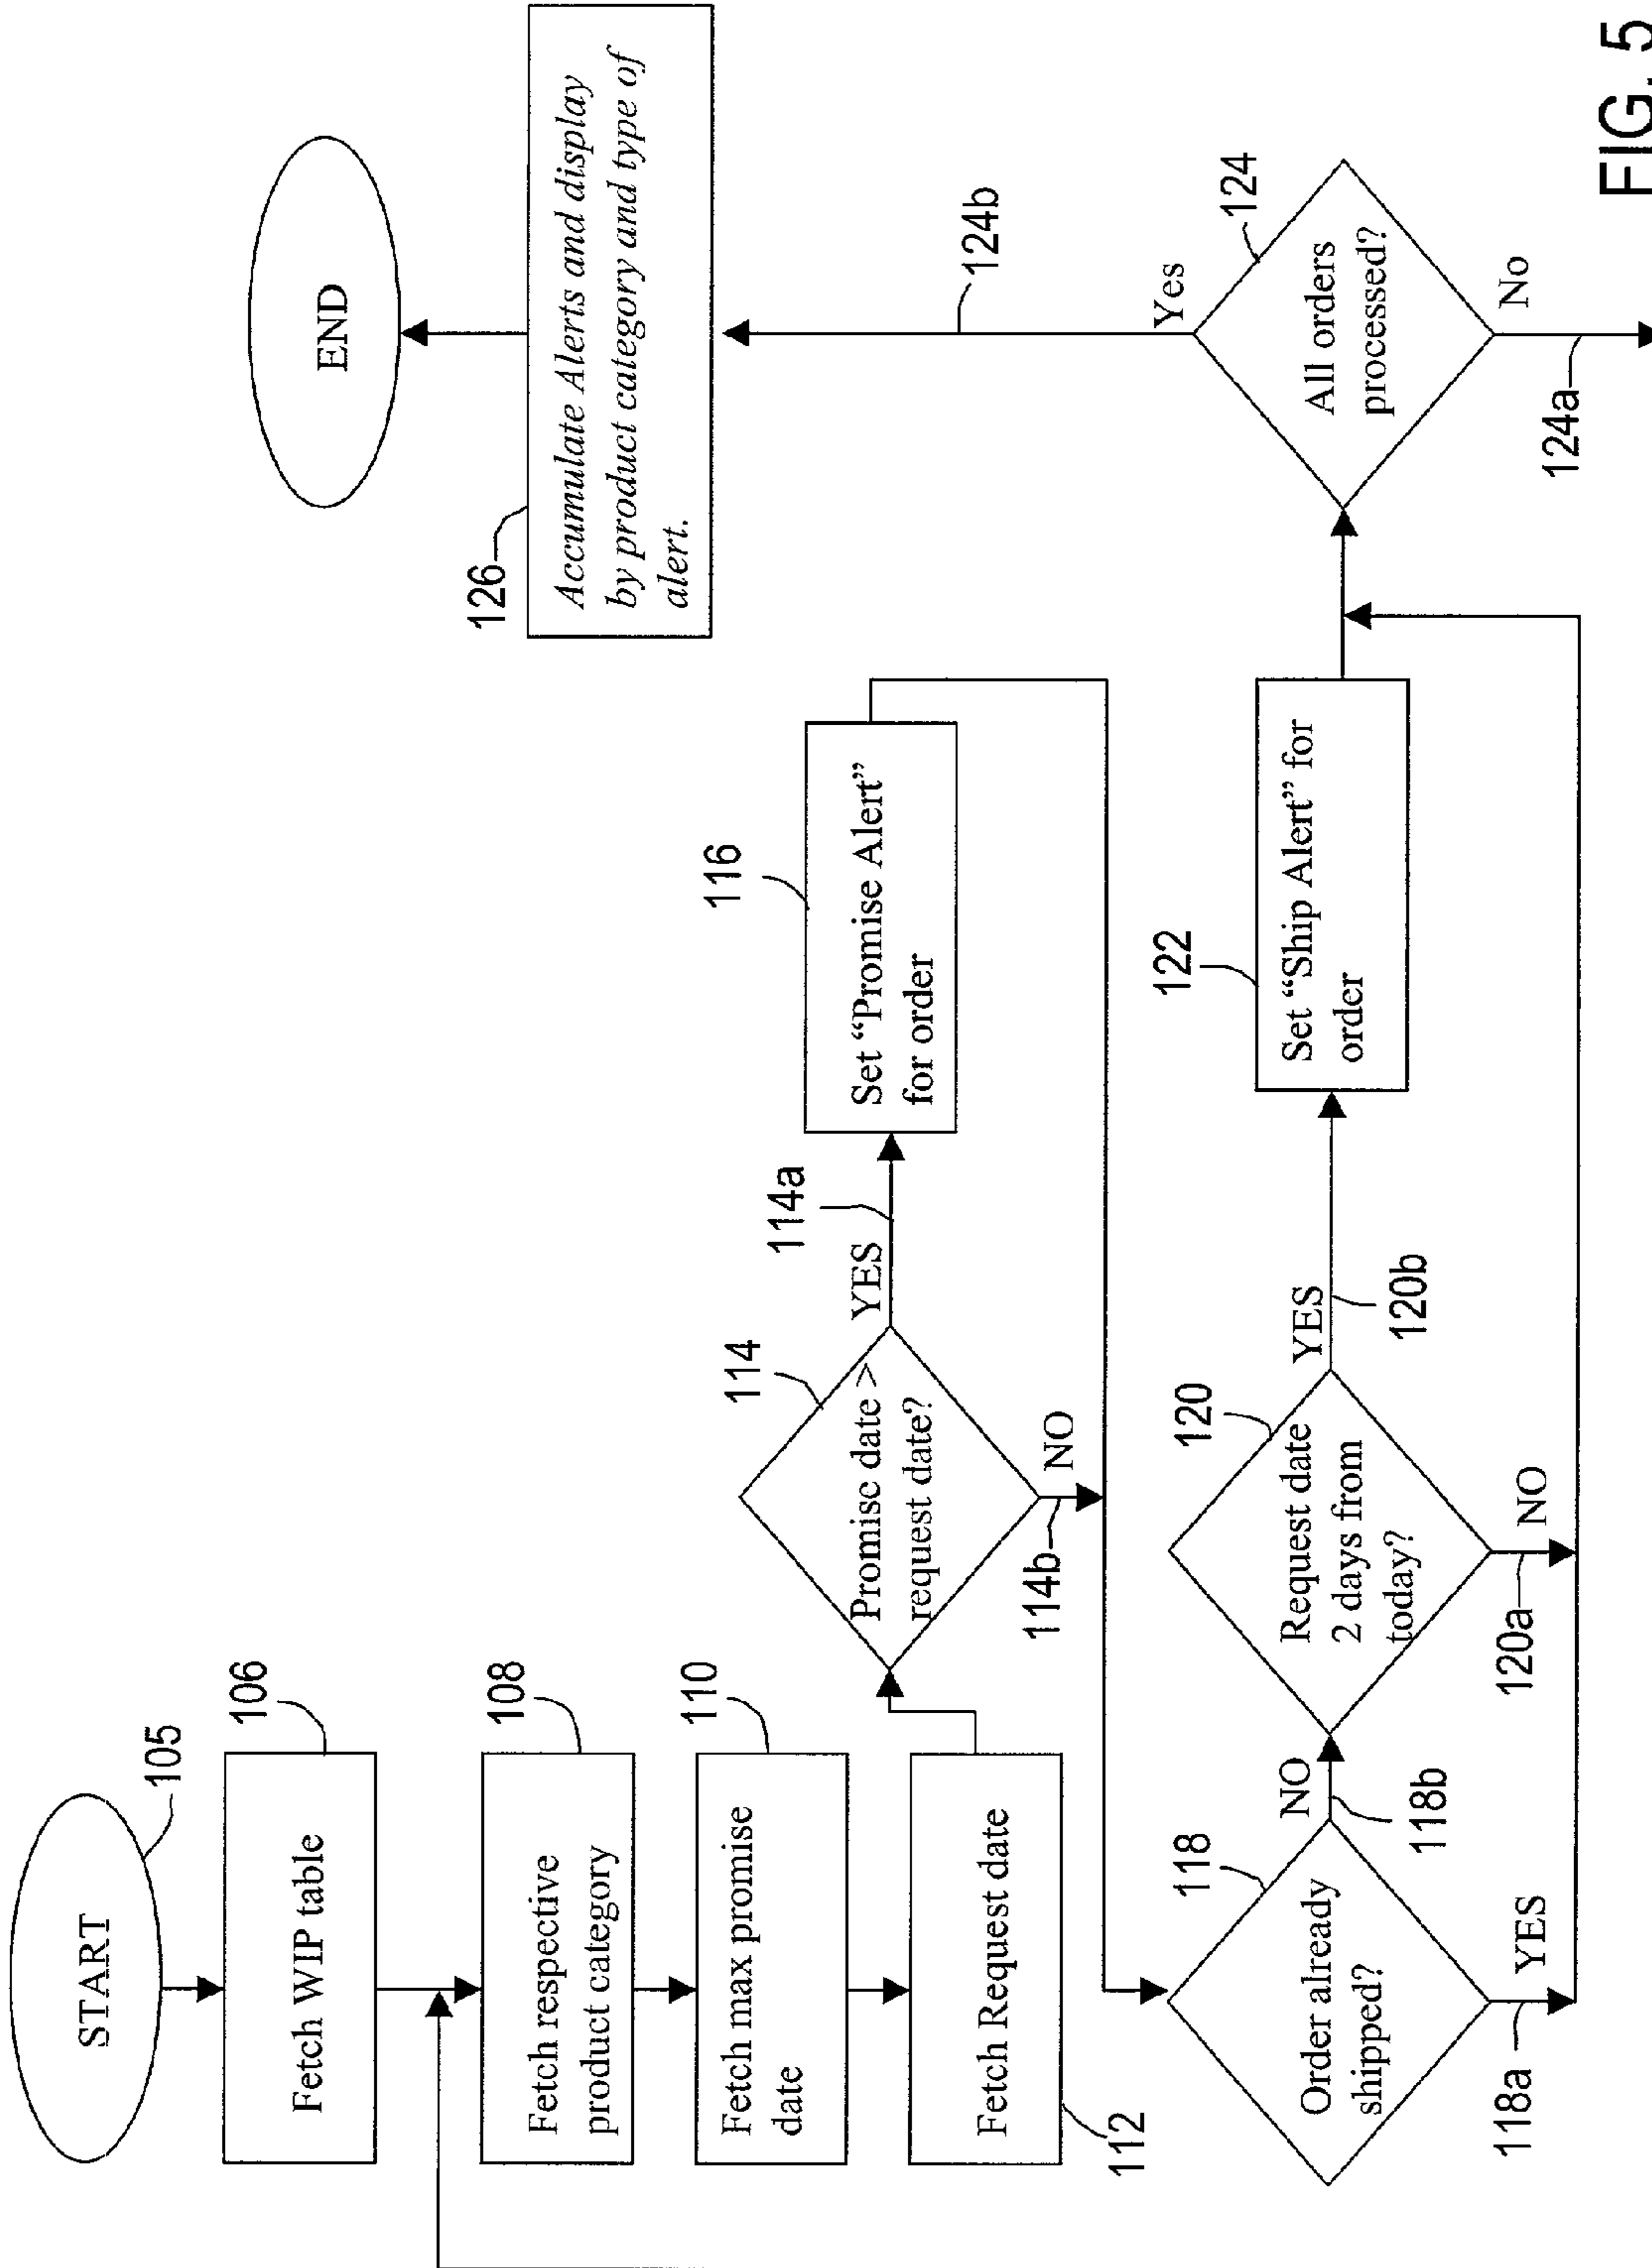 START
105
Fetch WIP table
106
Fetch respective
product category
108
Fetch max promise
date
110
Fetch Request date
112
Promise date >
request date?
114
YES
114a
NO
114b
Set “Promise Alert”
for order
116
Order already
shipped?
118
YES
118a
NO
118b
Request date
2 days from
today?
120
NO
120a
YES
120b
Set “Ship Alert” for
order
122
All orders
processed?
124
No
124a
Yes
124b
Accumulate Alerts and display
by product category and type of
alert.
126
END
FIG. 5